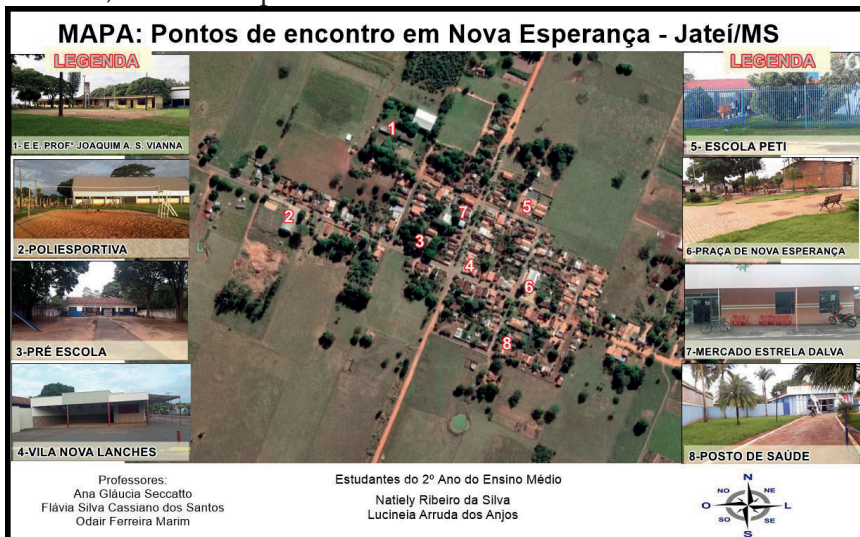 MAPA: Pontos de encontro em Nova Esperança - Jateí/MS
LEGENDA
1- E.E. PROFº JOAQUIM A. S. VIANNA
2-POLIESPORTIVA
3-PRÉ ESCOLA
4-VILA NOVA LANCHES
1
2
3
4
5
6
7
8
LEGENDA
5- ESCOLA PETI
6-PRAÇA DE NOVA ESPERANÇA
7-MERCADO ESTRELA DALVA
8-POSTO DE SAÚDE
Professores:
Ana Gláucia Seccatto
Flávia Silva Cassiano dos Santos
Odair Ferreira Marim
Estudantes do 2º Ano do Ensino Médio
Natiely Ribeiro da Silva
Lucineia Arruda dos Anjos
N
NO NE
O L
SO SE
S